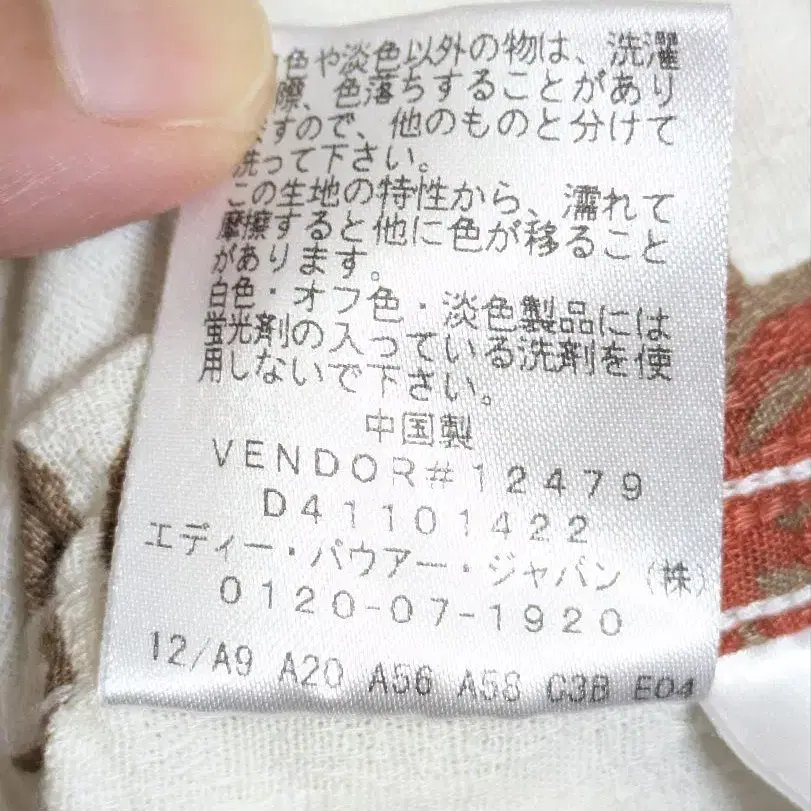 色や淡色以外の物は、洗濯
際、色落ちすることがあり
すので、他のものと分けて
洗って下さい。
この生地の特性から、濡れて
摩擦すると他に色が移ること
があります。
白色・オフ色・淡色製品には
蛍光剤の入っている洗剤を使
用しないで下さい。
中国製
VENDOR#12479
D41101422
エディー・バウアー・ジャパン(株)
0120-07-1920
12/A9 A20 A56 A58 C3B E04